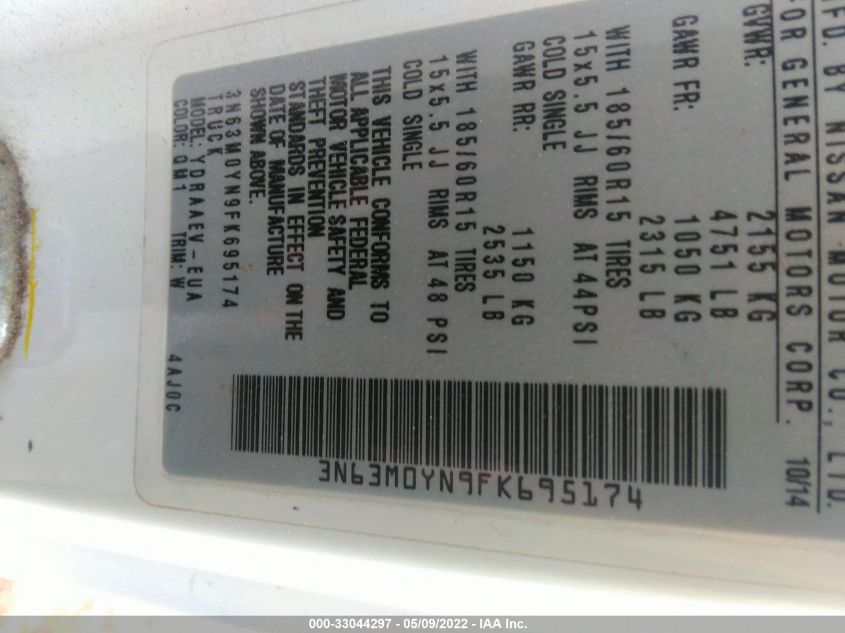 MFD. BY NISSAN MOTOR CO., LTD.
FOR GENERAL MOTORS CORP. 10/14
GVWR: 2155 KG
4751 LB
GAWR FR: 1050 KG
2315 LB
WITH 185/60R15 TIRES
15x5.5 JJ RIMS AT 44PSI
COLD SINGLE
GAWR RR: 1150 KG
2535 LB
WITH 185/60R15 TIRES
15x5.5 JJ RIMS AT 48 PSI
COLD SINGLE
THIS VEHICLE CONFORMS TO
ALL APPLICABLE FEDERAL
MOTOR VEHICLE SAFETY AND
THEFT PREVENTION
STANDARDS IN EFFECT ON THE
DATE OF MANUFACTURE
SHOWN ABOVE.
3N63M0YN9FK695174
TRUCK
MODEL: YDRAAEV-EUA
COLOR: QM1 TRIM: W 4AJ0C
3N63M0YN9FK695174
000-33044297 - 05/09/2022 - IAA Inc.